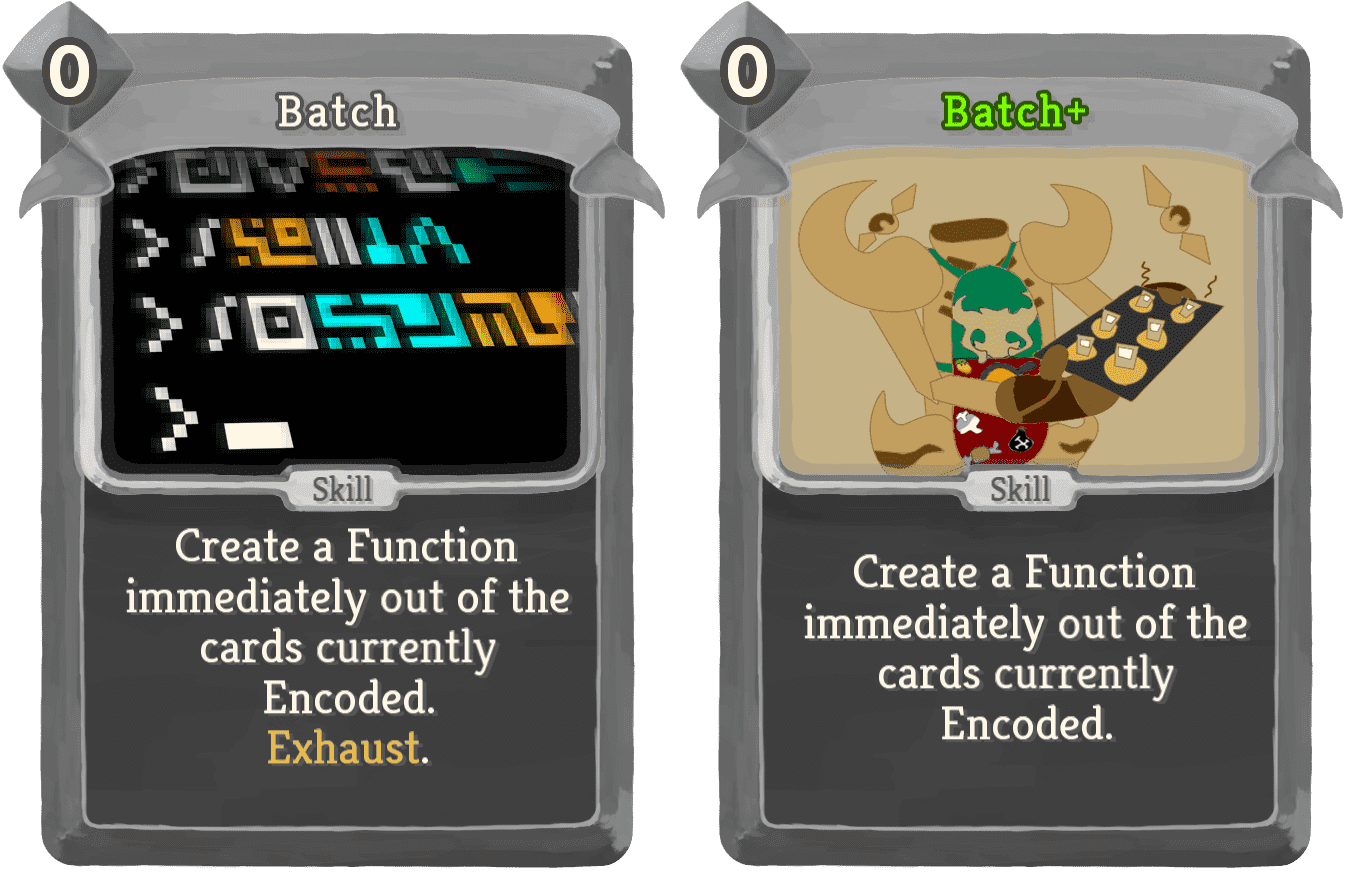 0
Batch
Skill
Create a Function
immediately out of the
cards currently
Encoded.
Exhaust.
0
Batch+
Skill
Create a Function
immediately out of the
cards currently
Encoded.